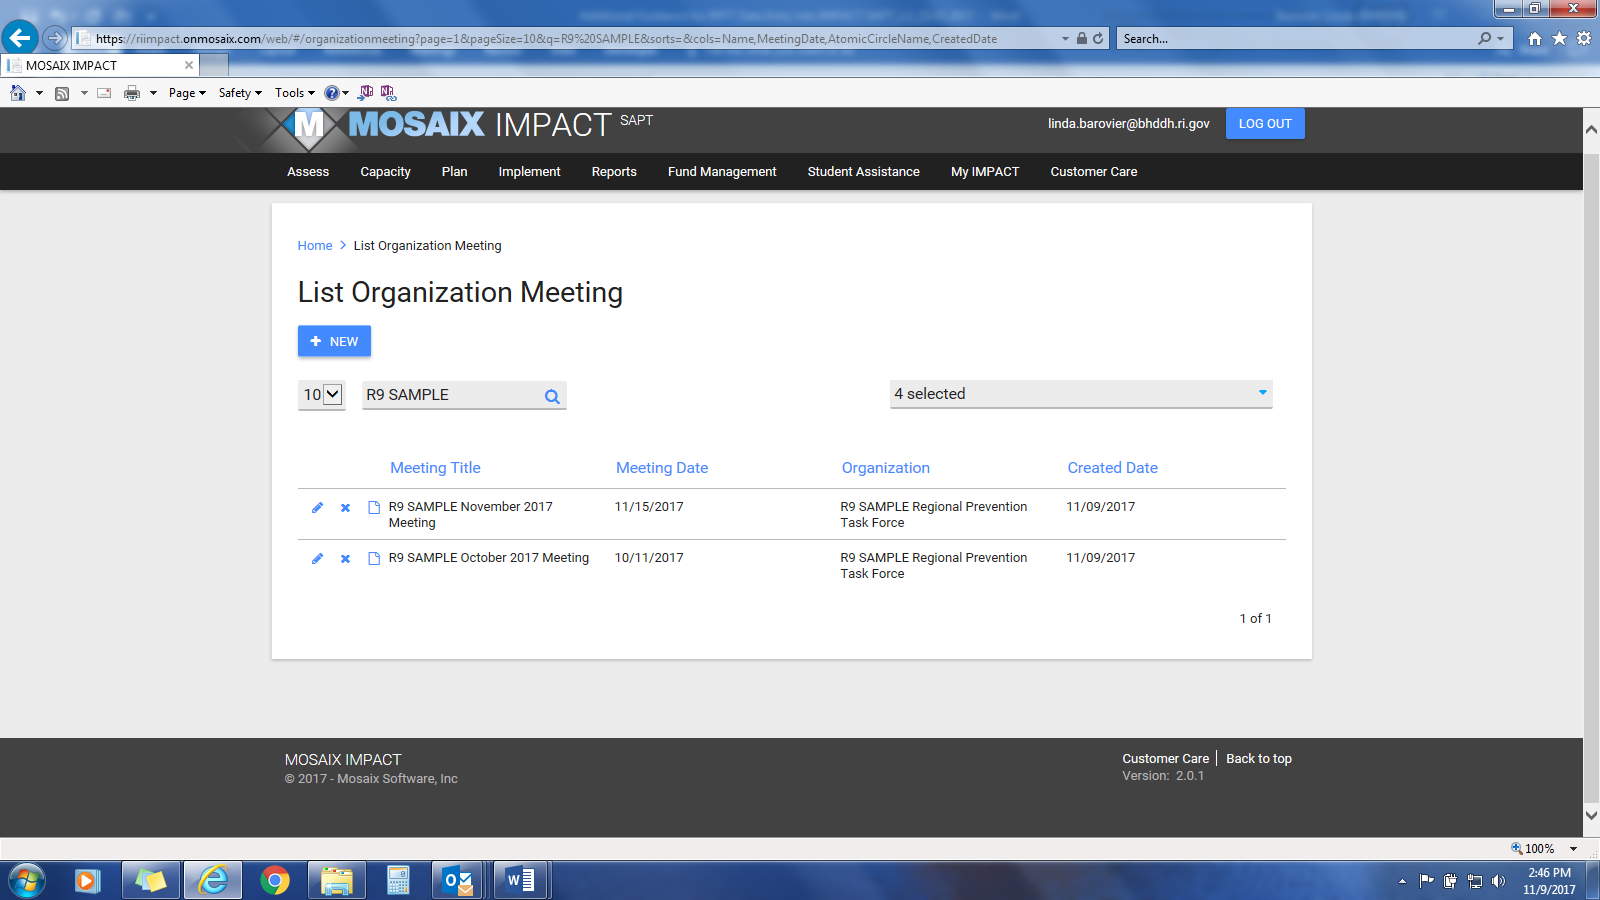 https://riimpact.onmosaix.com/web/#/organizationmeeting?page=1&pageSize=10&q=R9%20SAMPLE&sorts=&cols=Name,MeetingDate,AtomicCircleName,CreatedDate
Search...
MOSAIX IMPACT
Page
Safety
Tools
MOSAIX IMPACT SAPT
linda.barovier@bhddh.ri.gov
LOG OUT
Assess Capacity Plan Implement Reports Fund Management Student Assistance My IMPACT Customer Care
Home > List Organization Meeting
List Organization Meeting
+ NEW
10
R9 SAMPLE
4 selected
Meeting Title Meeting Date Organization Created Date
R9 SAMPLE November 2017 11/15/2017 R9 SAMPLE Regional Prevention 11/09/2017
Meeting Task Force
R9 SAMPLE October 2017 Meeting 10/11/2017 R9 SAMPLE Regional Prevention 11/09/2017
Task Force
1 of 1
MOSAIX IMPACT
© 2017 - Mosaix Software, Inc
Customer Care | Back to top
Version: 2.0.1
100%
2:46 PM
11/9/2017